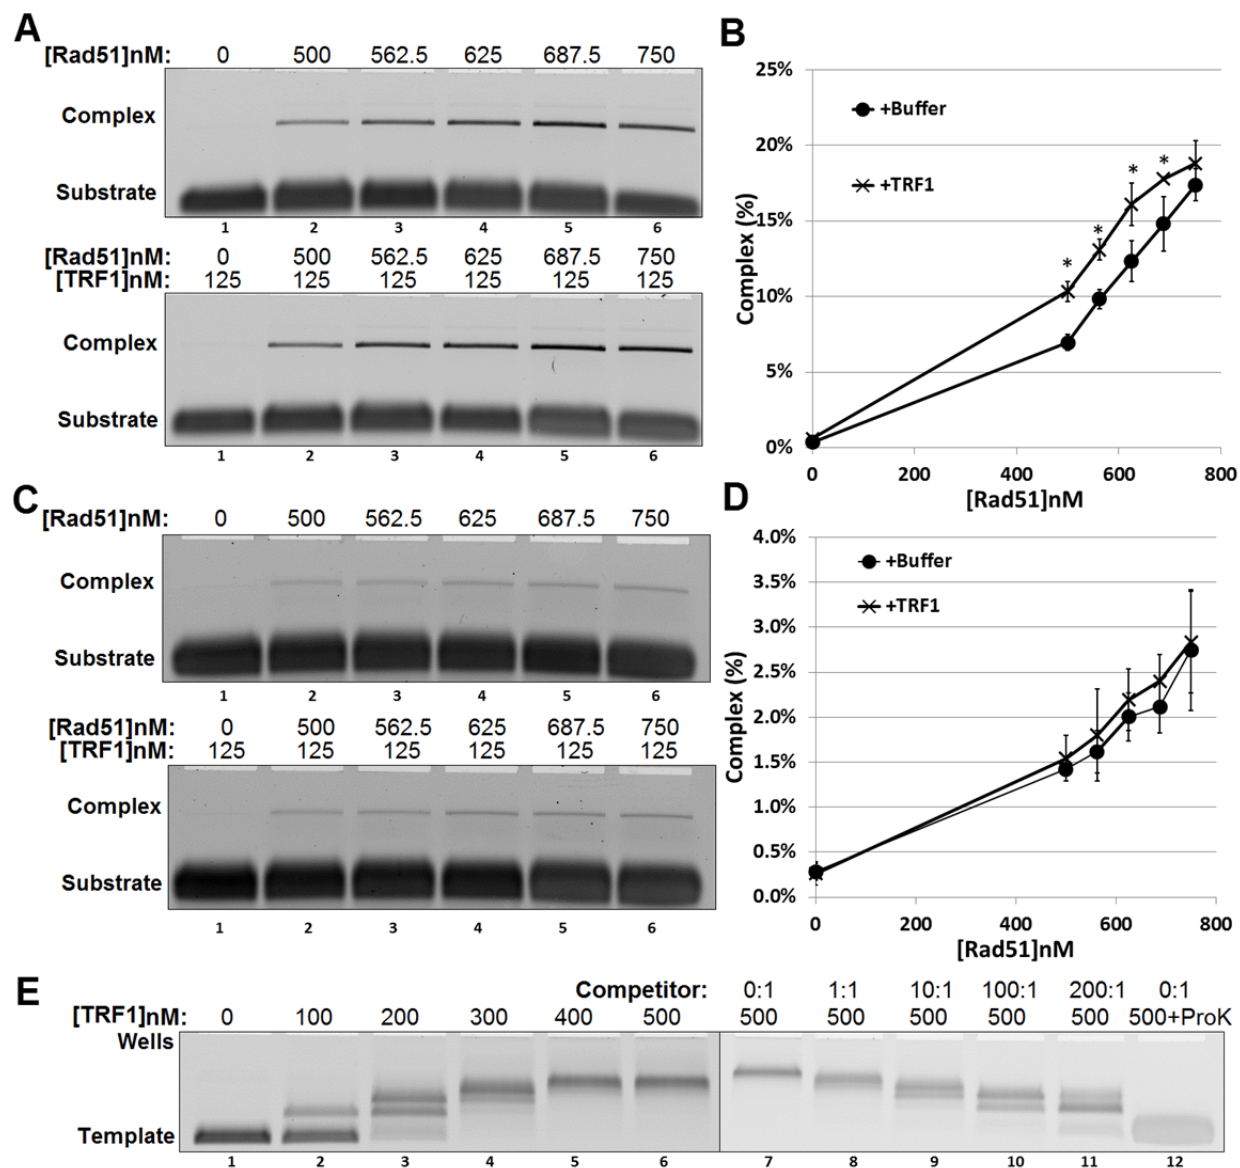 A
[Rad51]nM: 0 500 562.5 625 687.5 750
Complex
Substrate
1 2 3 4 5 6
[Rad51]nM: 0 500 562.5 625 687.5 750
[TRF1]nM: 125 125 125 125 125 125
Complex
Substrate
1 2 3 4 5 6
B
25%
20%
15%
10%
5%
0%
Complex (%)
+Buffer
+TRF1
* * * * 
0 200 400 600 800
[Rad51]nM
C
[Rad51]nM: 0 500 562.5 625 687.5 750
Complex
Substrate
1 2 3 4 5 6
[Rad51]nM: 0 500 562.5 625 687.5 750
[TRF1]nM: 125 125 125 125 125 125
Complex
Substrate
1 2 3 4 5 6
D
4.0%
3.5%
3.0%
2.5%
2.0%
1.5%
1.0%
0.5%
0.0%
Complex (%)
+Buffer
+TRF1
0 200 400 600 800
[Rad51]nM
E
Competitor: 0:1 1:1 10:1 100:1 200:1 0:1
[TRF1]nM: 0 100 200 300 400 500 500 500 500 500 500 500+ProK
Wells
Template
1 2 3 4 5 6 7 8 9 10 11 12